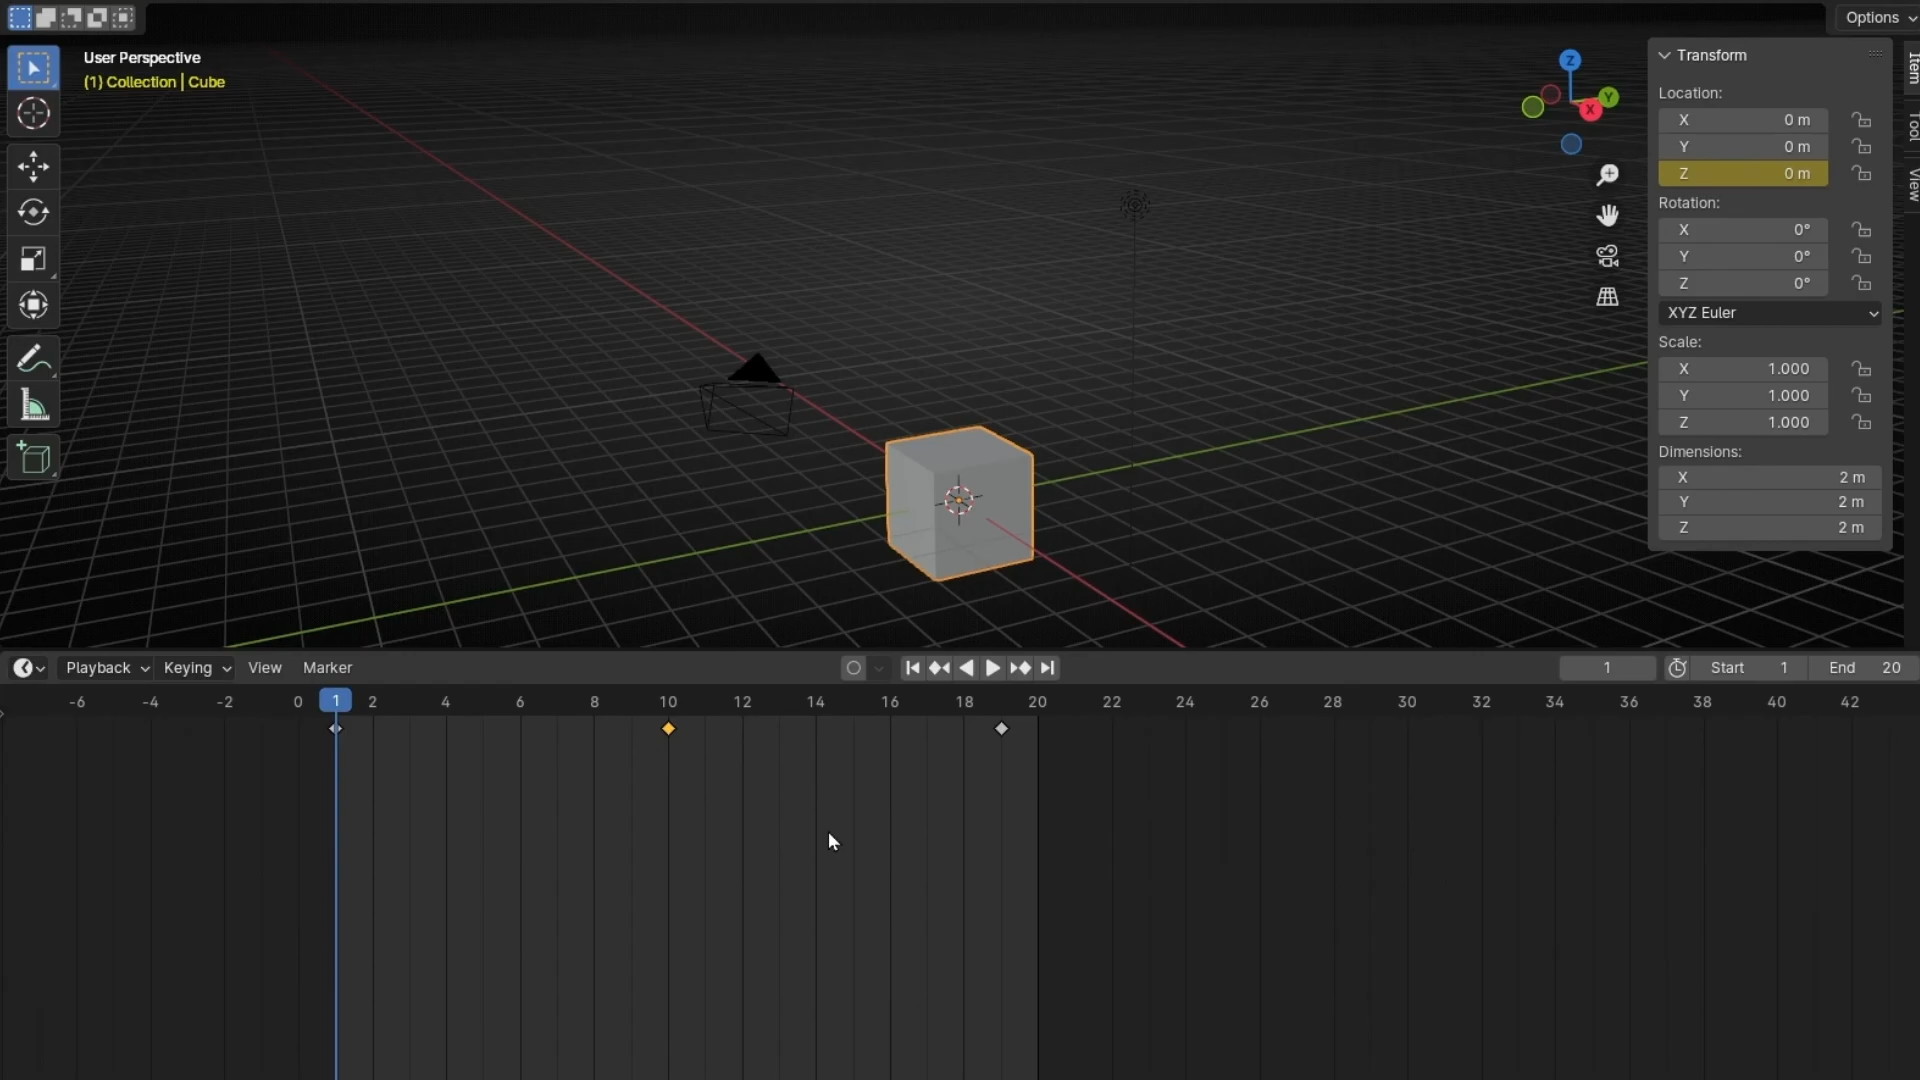 Options
User Perspective
(1) Collection | Cube
Z
Y
X
Transform
Location:
X 0 m
Y 0 m
Z 0 m
Rotation:
X 0°
Y 0°
Z 0°
XYZ Euler
Scale:
X 1.000
Y 1.000
Z 1.000
Dimensions:
X 2 m
Y 2 m
Z 2 m
Item
Tool
View
Playback Keying View Marker 1 Start 1 End 20
-6 -4 -2 0 1 2 4 6 8 10 12 14 16 18 20 22 24 26 28 30 32 34 36 38 40 42